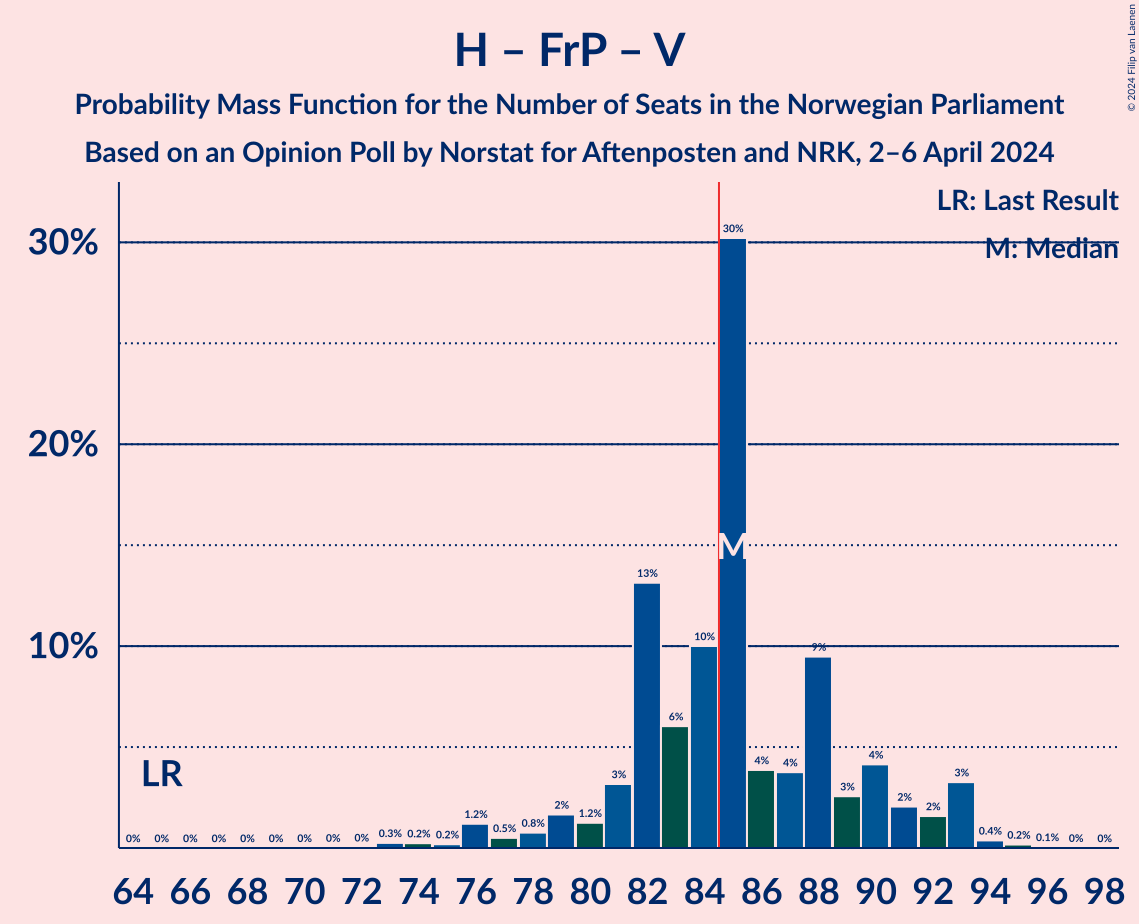 H – FrP – V
Probability Mass Function for the Number of Seats in the Norwegian Parliament
Based on an Opinion Poll by Norstat for Aftenposten and NRK, 2–6 April 2024
© 2024 Filip van Laenen
LR: Last Result
M: Median
30%
20%
10%
LR
M
0% 0% 0% 0% 0% 0% 0% 0% 0% 0.3% 0.2% 0.2% 1.2% 0.5% 0.8% 2% 1.2% 3% 13% 6% 10% 30% 4% 4% 9% 3% 4% 2% 2% 3% 0.4% 0.2% 0.1% 0% 0%
64 66 68 70 72 74 76 78 80 82 84 86 88 90 92 94 96 98